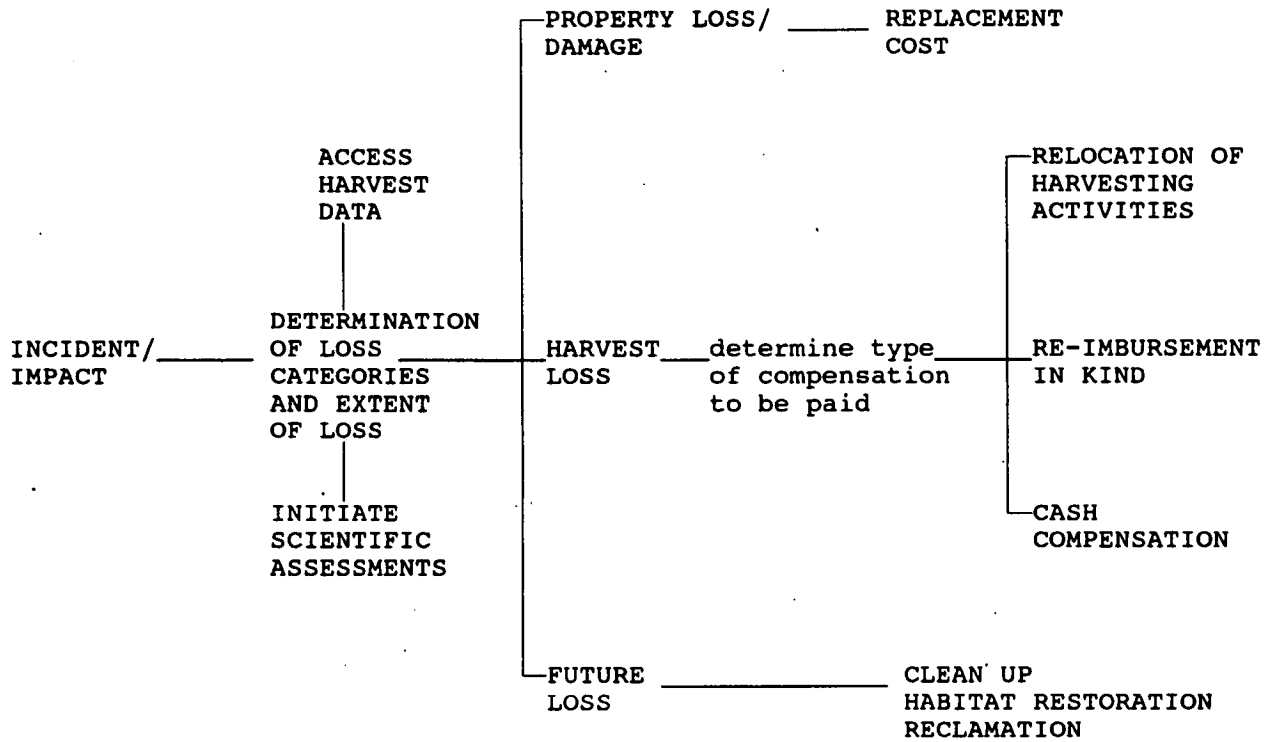 PROPERTY LOSS/
DAMAGE
REPLACEMENT
COST
ACCESS
HARVEST
DATA
RELOCATION OF
HARVESTING
ACTIVITIES
INCIDENT/
IMPACT
DETERMINATION
OF LOSS
CATEGORIES
AND EXTENT
OF LOSS
HARVEST
LOSS
determine type
of compensation
to be paid
RE-IMBURSEMENT
IN KIND
INITIATE
SCIENTIFIC
ASSESSMENTS
CASH
COMPENSATION
FUTURE
LOSS
CLEAN UP
HABITAT RESTORATION
RECLAMATION